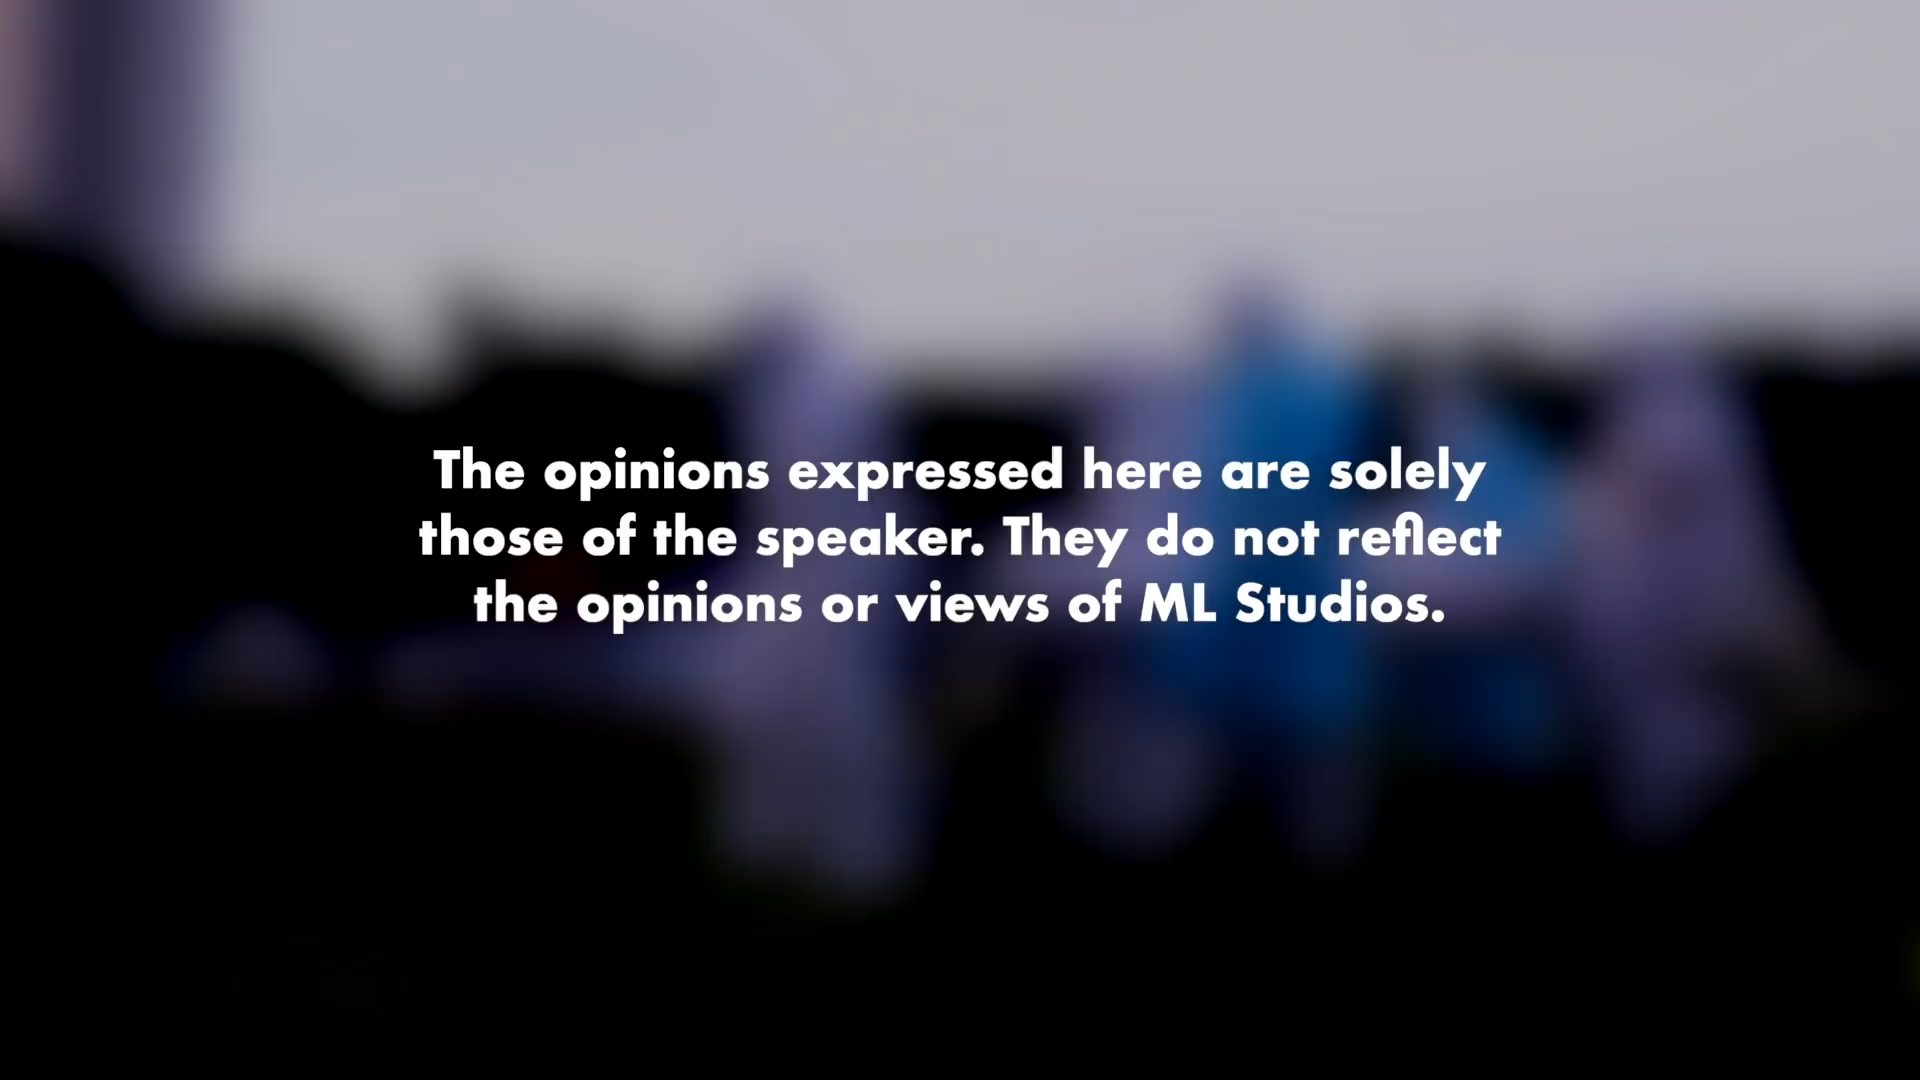 The opinions expressed here are solely
those of the speaker. They do not reflect
the opinions or views of ML Studios.